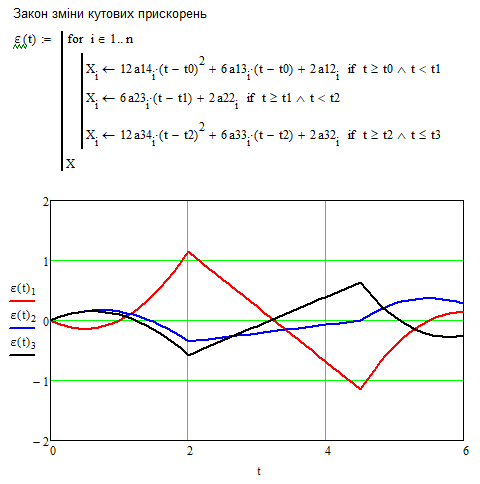 Закон зміни кутових прискорень
ε(t) := for i ∈ 1.. n
X_i ← 12 a14_i·(t − t0)^2 + 6 a13_i·(t − t0) + 2 a12_i if t ≥ t0 ∧ t < t1
X_i ← 6 a23_i·(t − t1) + 2 a22_i if t ≥ t1 ∧ t < t2
X_i ← 12 a34_i·(t − t2)^2 + 6 a33_i·(t − t2) + 2 a32_i if t ≥ t2 ∧ t ≤ t3
X
2
1
ε(t)_1
ε(t)_2
0
ε(t)_3
− 1
− 2
0 2 4 6
t